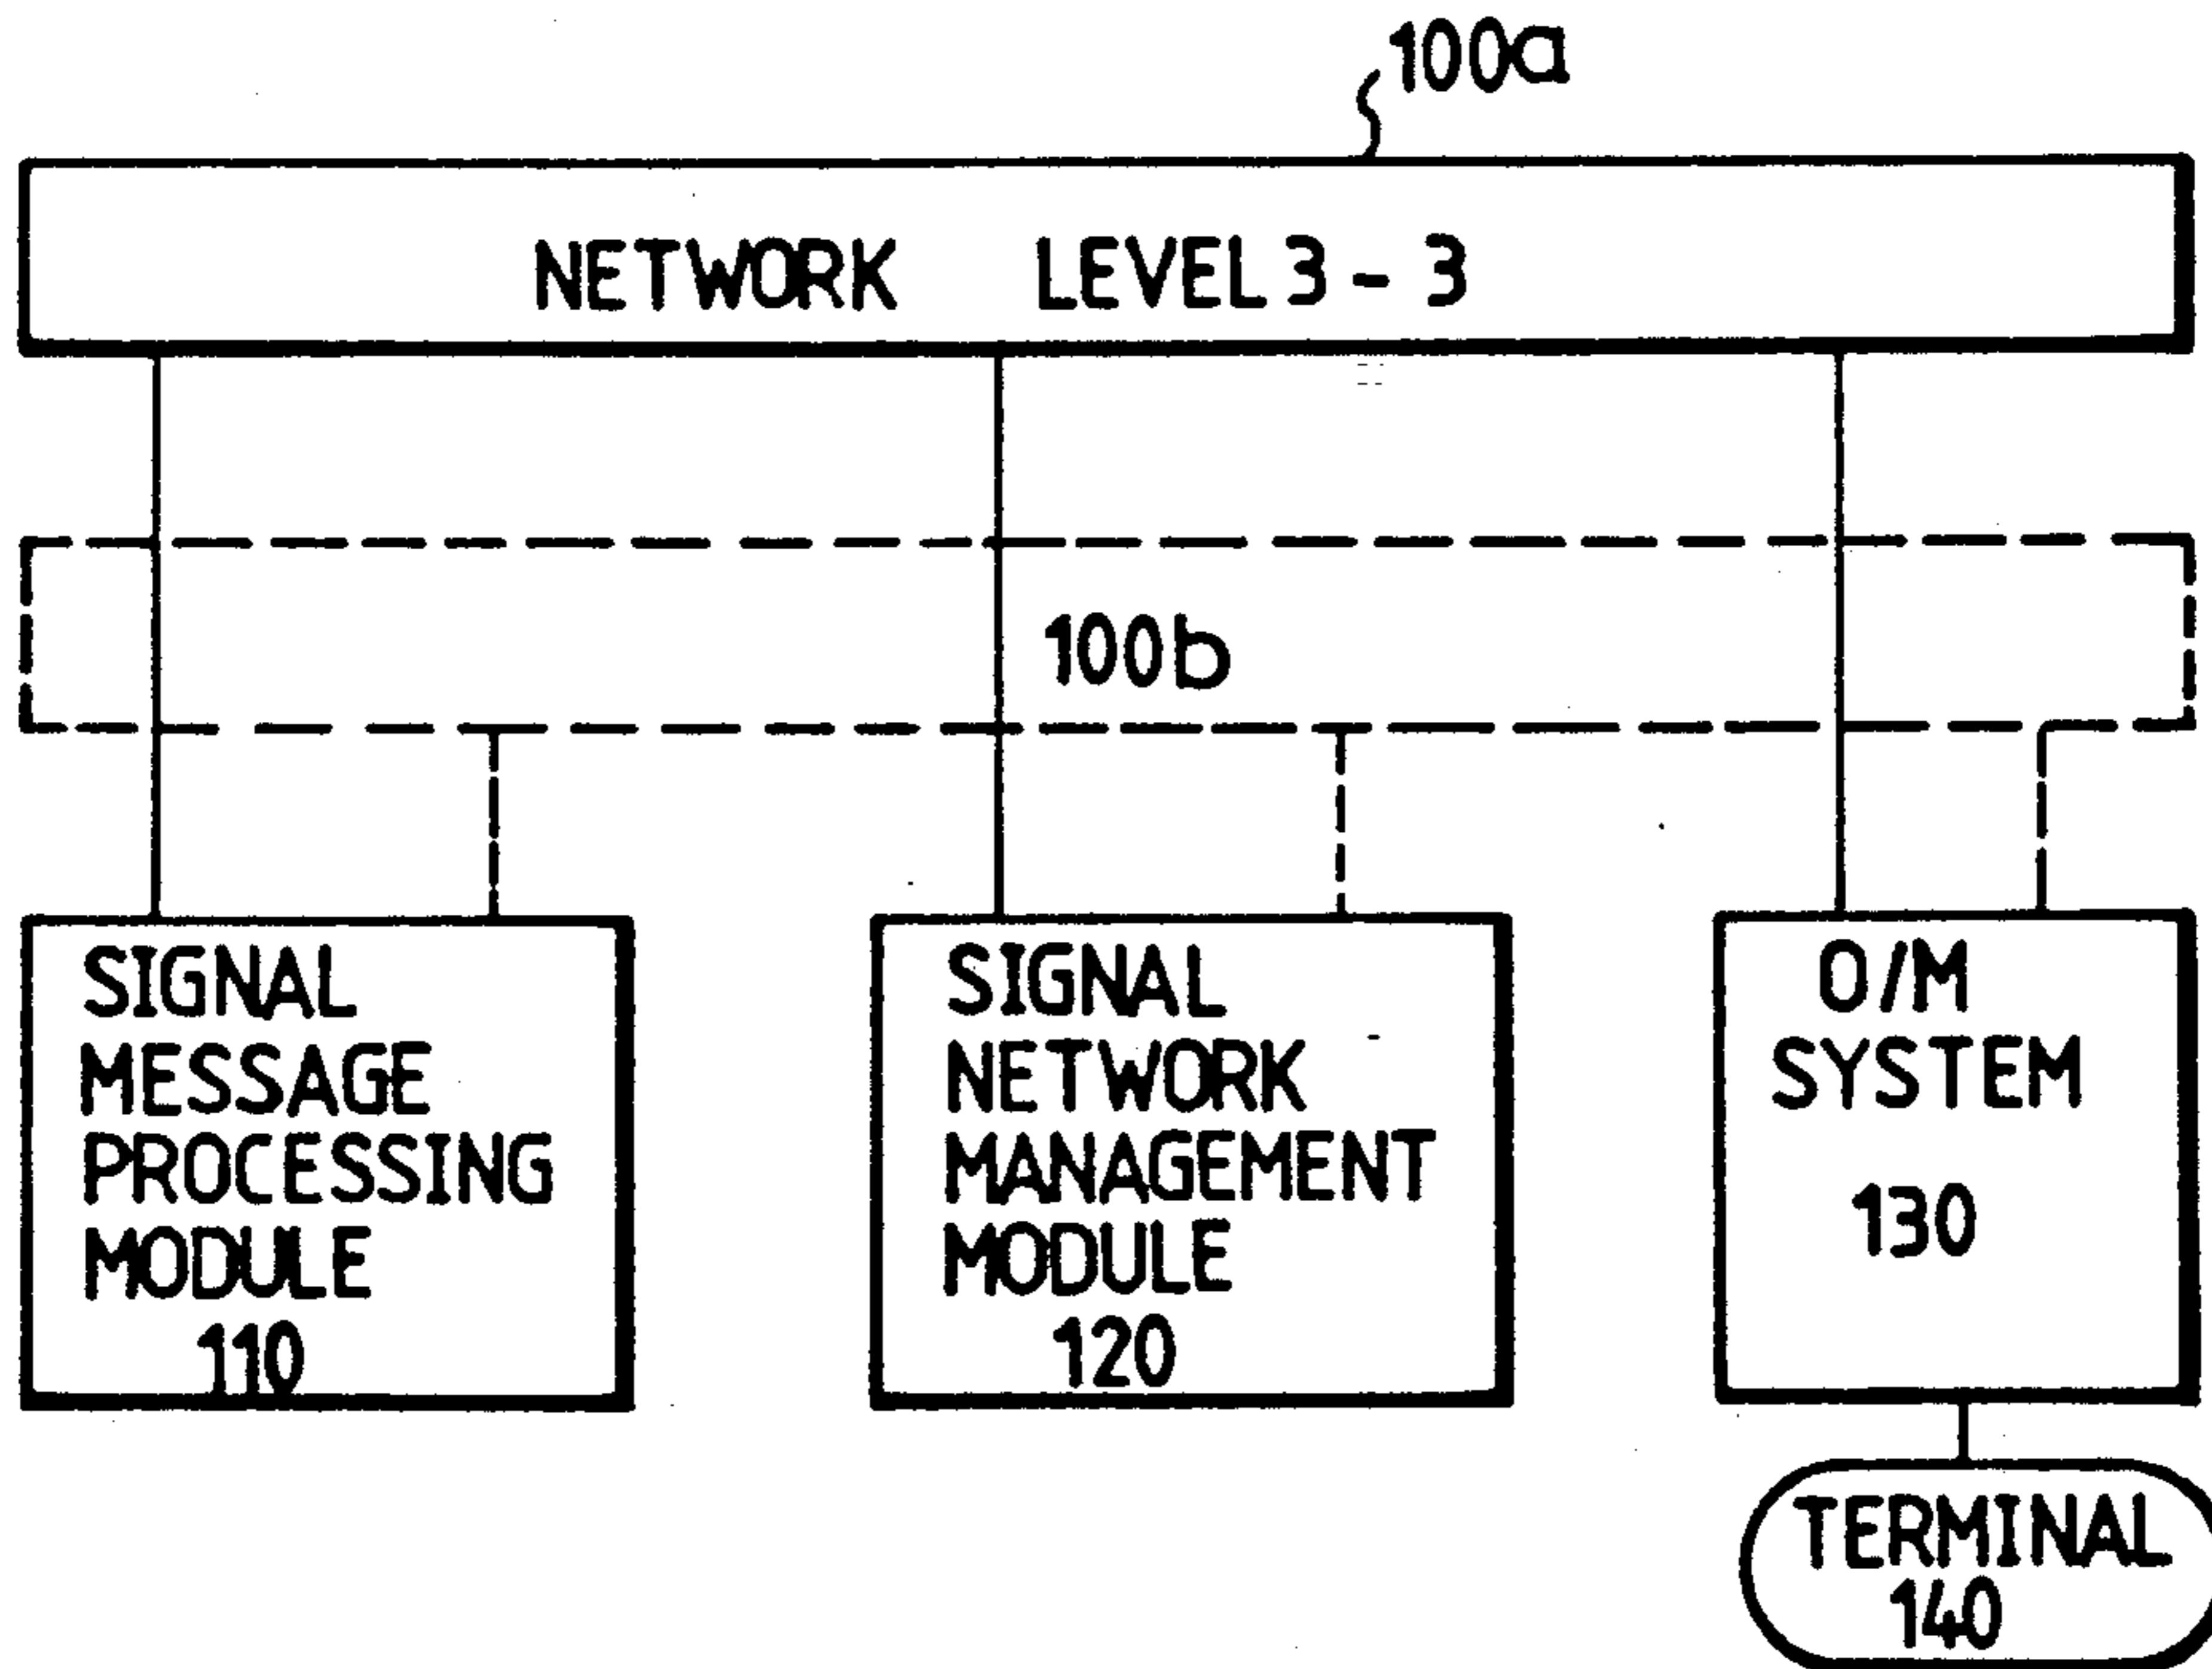 100a
NETWORK LEVEL 3 - 3
100b
SIGNAL
MESSAGE
PROCESSING
MODULE
110
SIGNAL
NETWORK
MANAGEMENT
MODULE
120
O/M
SYSTEM
130
TERMINAL
140